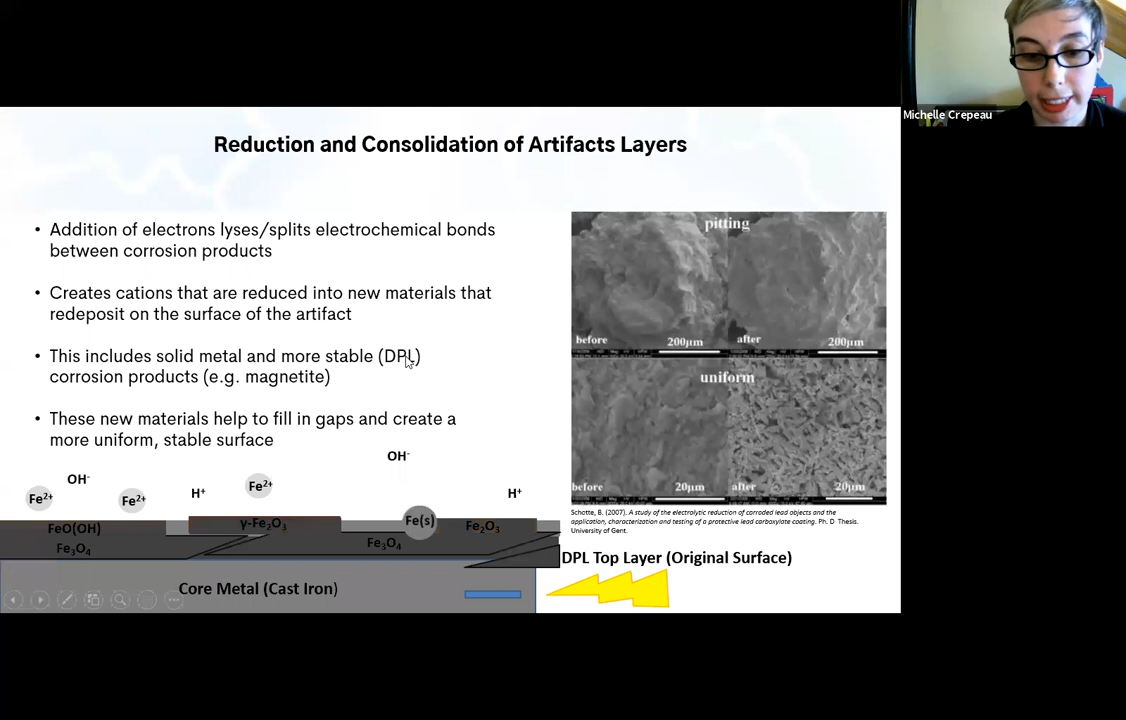 Michelle Crepeau
Reduction and Consolidation of Artifacts Layers
• Addition of electrons lyses/splits electrochemical bonds
between corrosion products
• Creates cations that are reduced into new materials that
redeposit on the surface of the artifact
• This includes solid metal and more stable (DPL)
corrosion products (e.g. magnetite)
• These new materials help to fill in gaps and create a
more uniform, stable surface
pitting
before
200µm
after
200µm
uniform
before
20µm
after
20µm
Schotte, B. (2007). A study of the electrolytic reduction of corroded lead objects and the
application, characterization and testing of a protective lead carboxylate coating. Ph. D Thesis.
University of Gent.
OH⁻
OH⁻
Fe²⁺
Fe²⁺
H⁺
Fe²⁺
H⁺
FeO(OH)
γ-Fe₂O₃
Fe(s)
Fe₂O₃
Fe₃O₄
Fe₃O₄
DPL Top Layer (Original Surface)
Core Metal (Cast Iron)